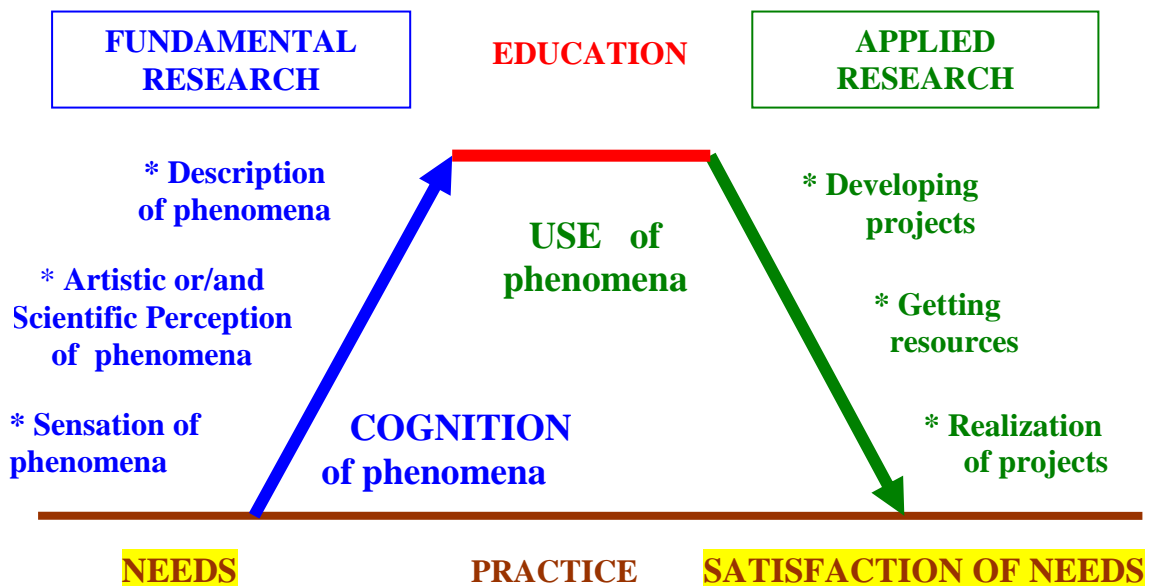 FUNDAMENTAL
RESEARCH
EDUCATION
APPLIED
RESEARCH
* Description
of phenomena
* Artistic or/and
Scientific Perception
of phenomena
* Sensation of
phenomena
USE of
phenomena
COGNITION
of phenomena
* Developing
projects
* Getting
resources
* Realization
of projects
NEEDS
PRACTICE
SATISFACTION OF NEEDS